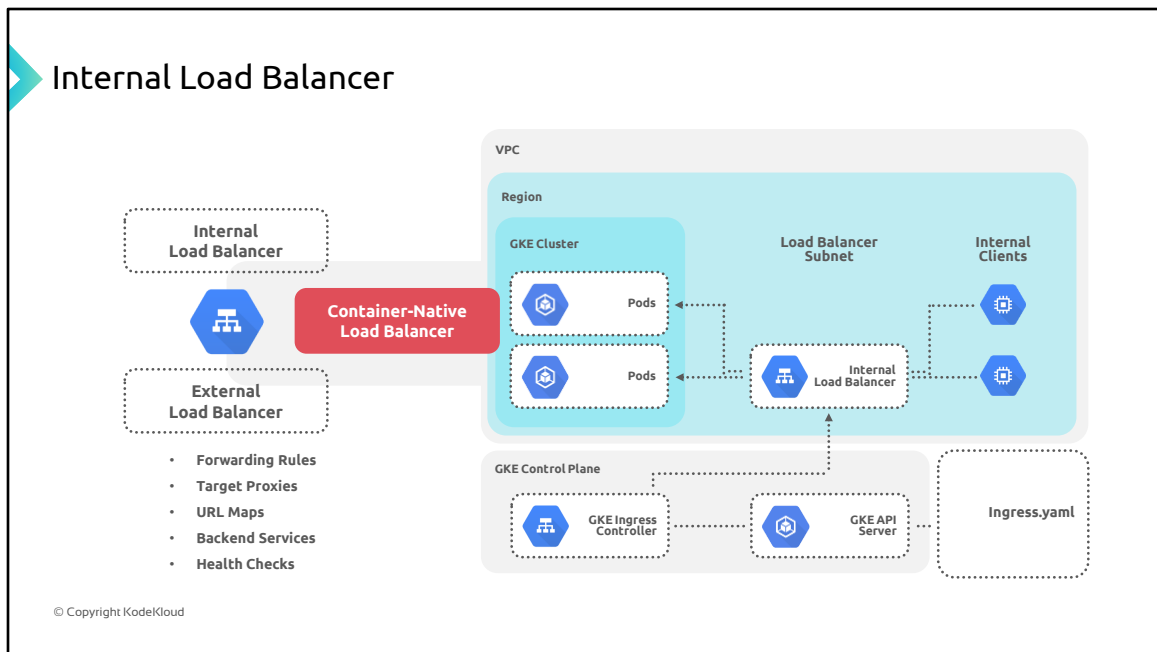 Internal Load Balancer
Internal
Load Balancer
External
Load Balancer
• Forwarding Rules
• Target Proxies
• URL Maps
• Backend Services
• Health Checks
Container-Native
Load Balancer
VPC
Region
GKE Cluster
Pods
Pods
Load Balancer
Subnet
Internal
Load Balancer
Internal
Clients
GKE Control Plane
GKE Ingress
Controller
GKE API
Server
Ingress.yaml
© Copyright KodeKloud